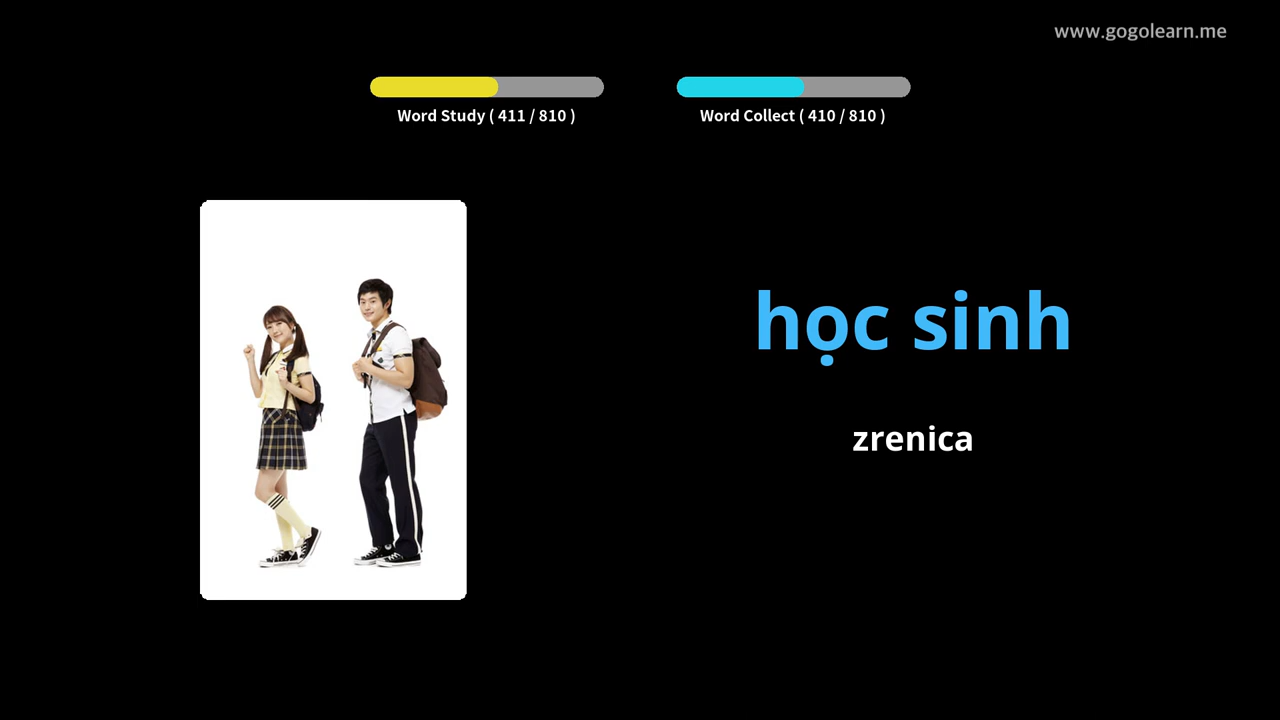 www.gogolearn.me
Word Study ( 411 / 810 )
Word Collect ( 410 / 810 )
học sinh
zrenica